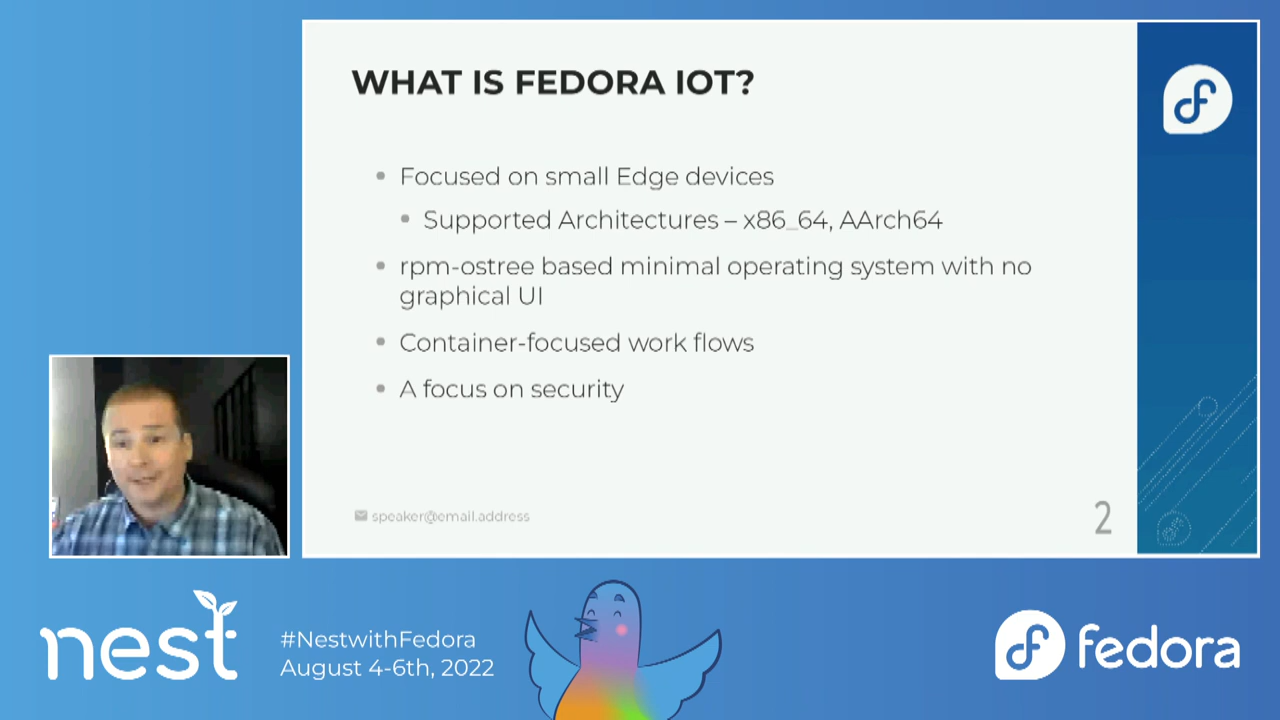 WHAT IS FEDORA IOT?
Focused on small Edge devices
Supported Architectures – x86_64, AArch64
rpm-ostree based minimal operating system with no
graphical UI
Container-focused work flows
A focus on security
speaker@email.address
2
nest
#NestwithFedora
August 4-6th, 2022
fedora